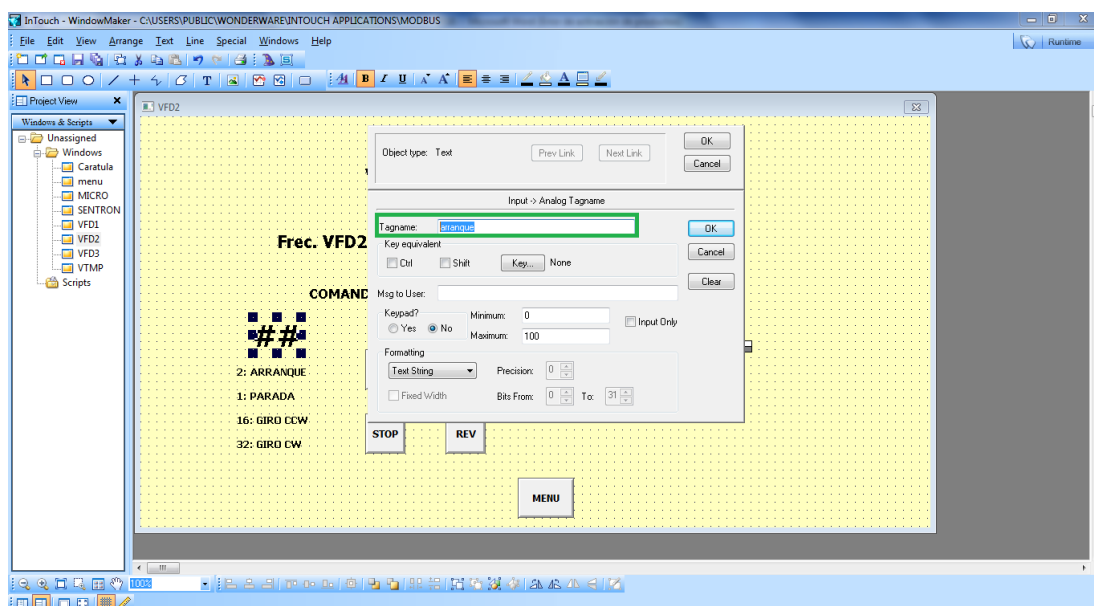 InTouch - WindowMaker - C:\USERS\PUBLIC\WONDERWARE\INTOUCH APPLICATIONS\MODBUS
File Edit View Arrange Text Line Special Windows Help
Runtime
Project View
VFD2
Windows & Scripts
Unassigned
Windows
Caratula
menu
MICRO
SENTRON
VFD1
VFD2
VFD3
VTMP
Scripts
Object type: Text
Prev Link
Next Link
OK
Cancel
Input -> Analog Tagname
Tagname: arranque
OK
Key equivalent
Ctrl
Shift
Key...
None
Cancel
Clear
Msg to User:
Keypad?
Yes
No
Minimum: 0
Maximum: 100
Input Only
Formatting
Text String
Precision: 0
Fixed Width
Bits From: 0 To: 31
Frec. VFD2
COMAND
##
2: ARRANQUE
1: PARADA
16: GIRO CCW
32: GIRO CW
STOP
REV
MENU
100%